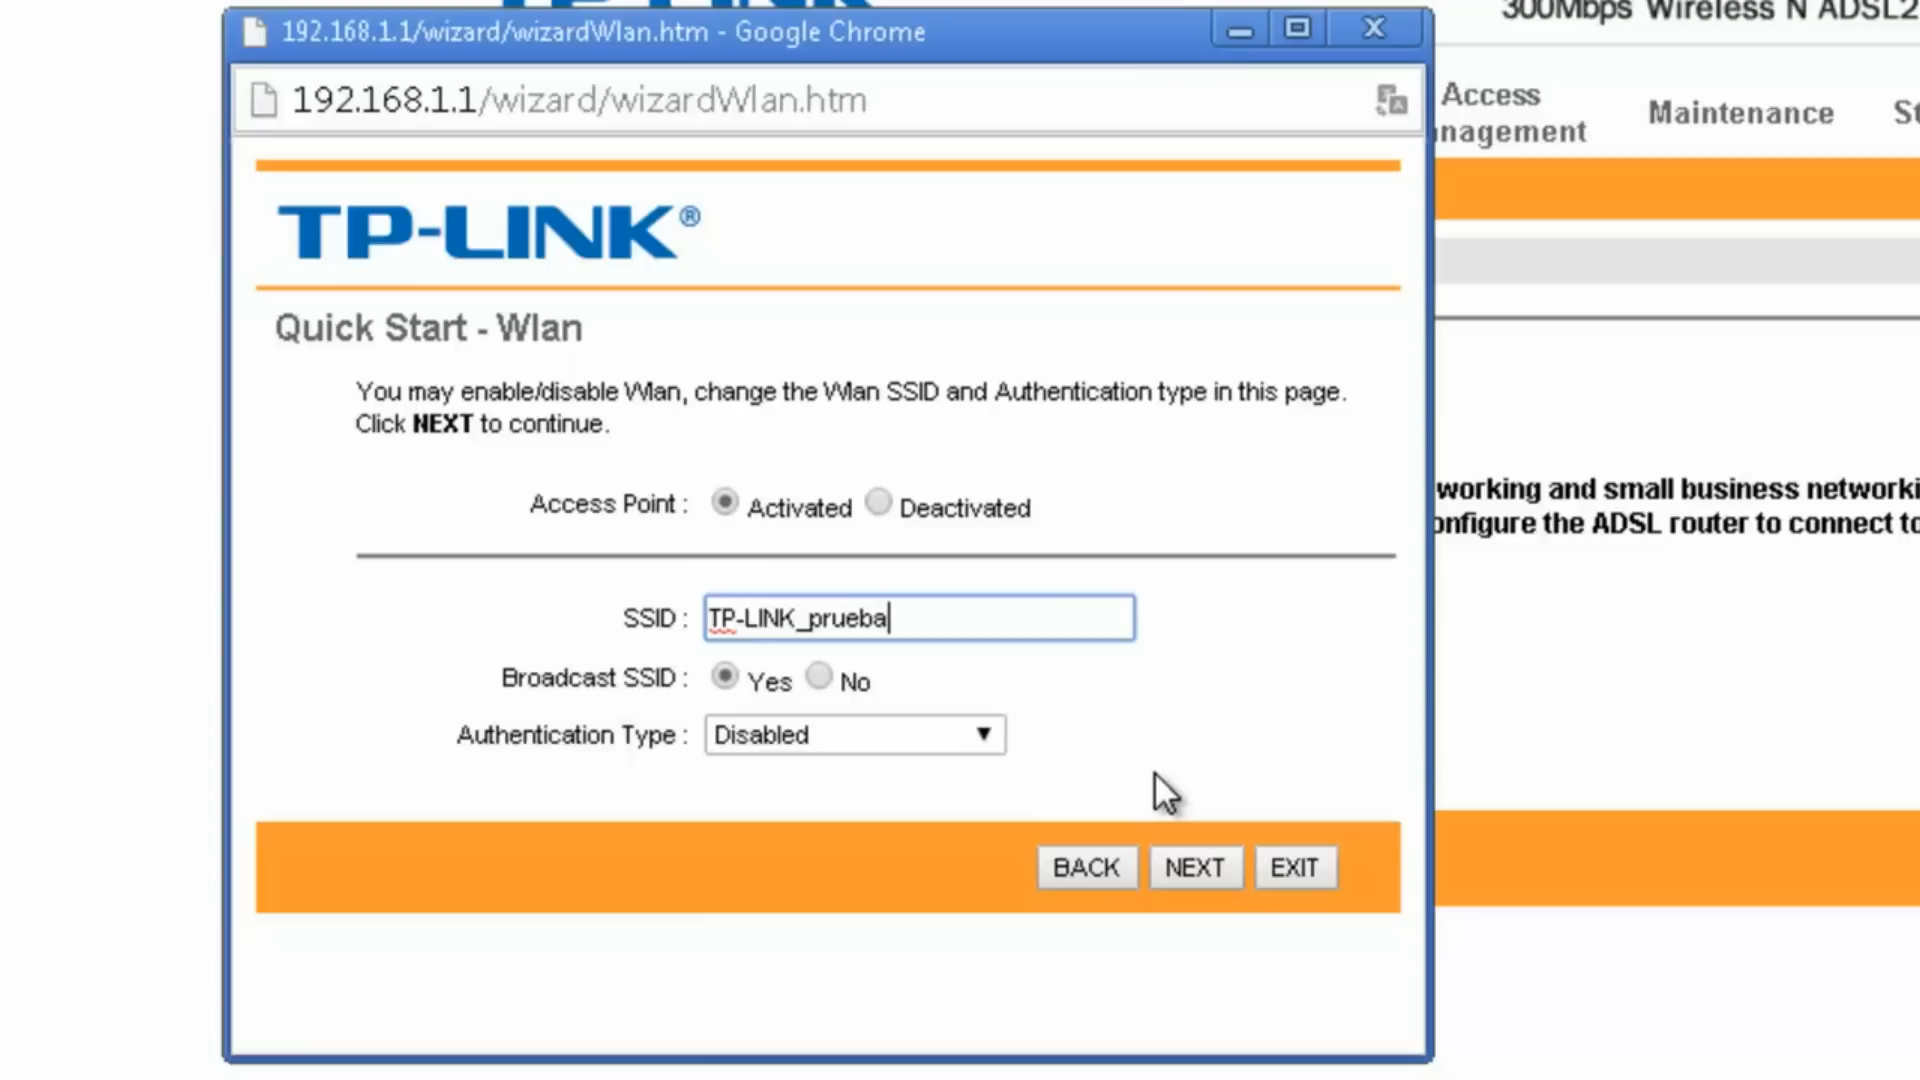 300Mbps Wireless N ADSL2
192.168.1.1/wizard/wizardWlan.htm - Google Chrome
192.168.1.1/wizard/wizardWlan.htm
Access
nagement
Maintenance
St
TP-LINK®
Quick Start - Wlan
You may enable/disable Wlan, change the Wlan SSID and Authentication type in this page.
Click NEXT to continue.
Access Point : Activated Deactivated
working and small business networki
onfigure the ADSL router to connect to
SSID : TP-LINK_prueba
Broadcast SSID : Yes No
Authentication Type : Disabled
BACK NEXT EXIT